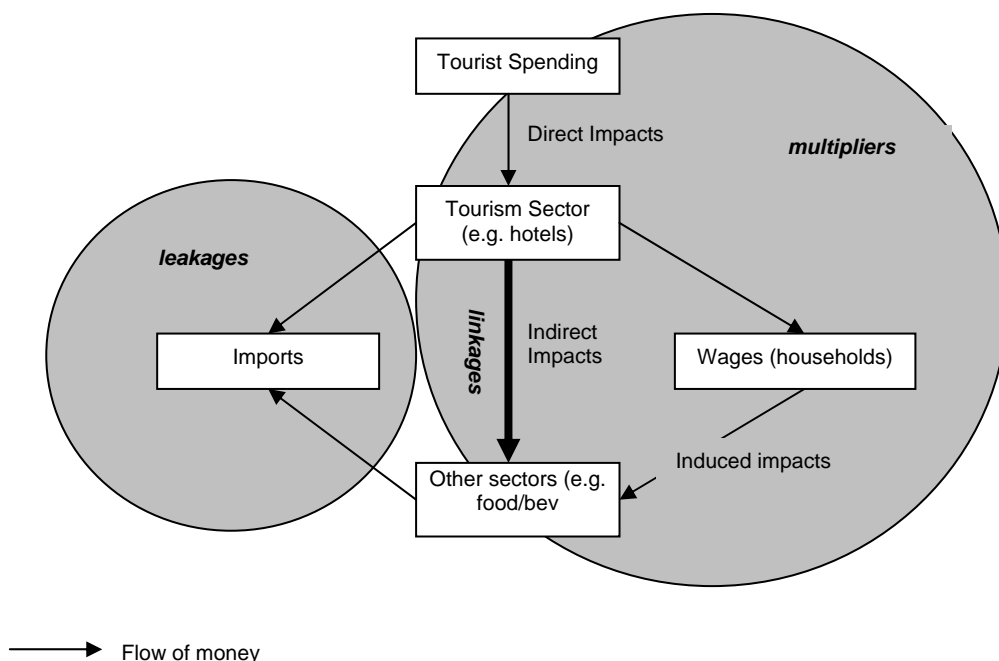 Tourist Spending
Direct Impacts
multipliers
Tourism Sector
(e.g. hotels)
leakages
linkages
Indirect
Impacts
Imports
Wages (households)
Induced impacts
Other sectors (e.g.
food/bev
Flow of money